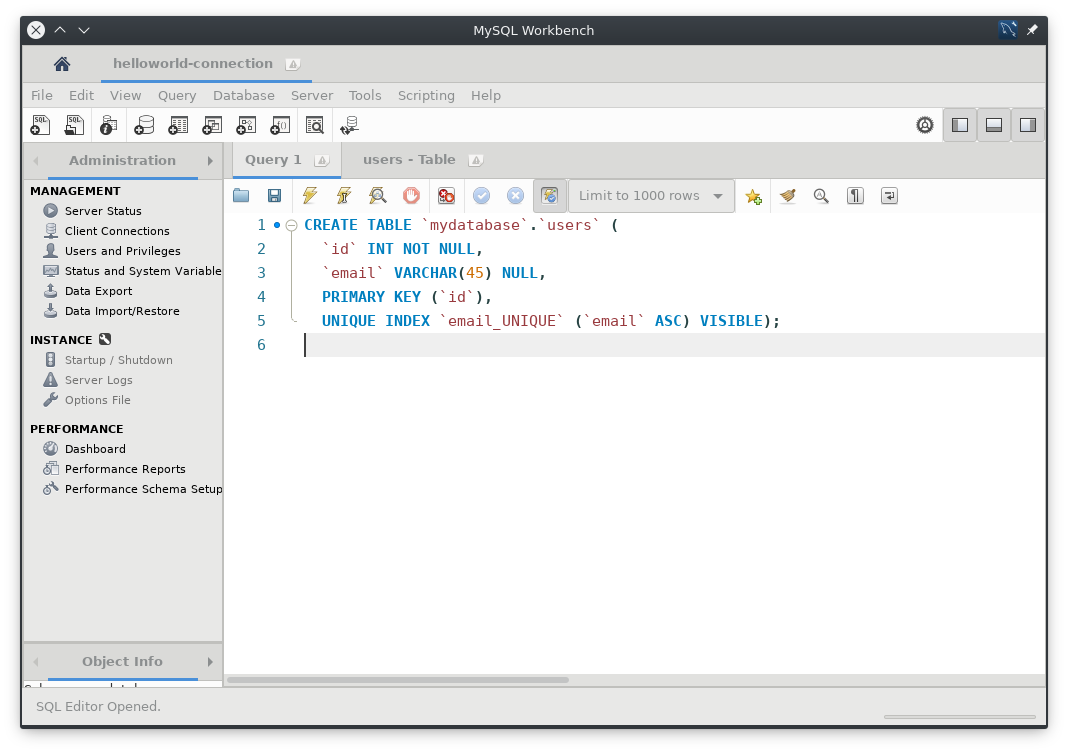 MySQL Workbench
helloworld-connection
File Edit View Query Database Server Tools Scripting Help
Administration
Query 1
users - Table
MANAGEMENT
Server Status
Client Connections
Users and Privileges
Status and System Variable
Data Export
Data Import/Restore
INSTANCE
Startup / Shutdown
Server Logs
Options File
PERFORMANCE
Dashboard
Performance Reports
Performance Schema Setup
Limit to 1000 rows
1 CREATE TABLE `mydatabase`.`users` (
2 `id` INT NOT NULL,
3 `email` VARCHAR(45) NULL,
4 PRIMARY KEY (`id`),
5 UNIQUE INDEX `email_UNIQUE` (`email` ASC) VISIBLE);
6
Object Info
SQL Editor Opened.